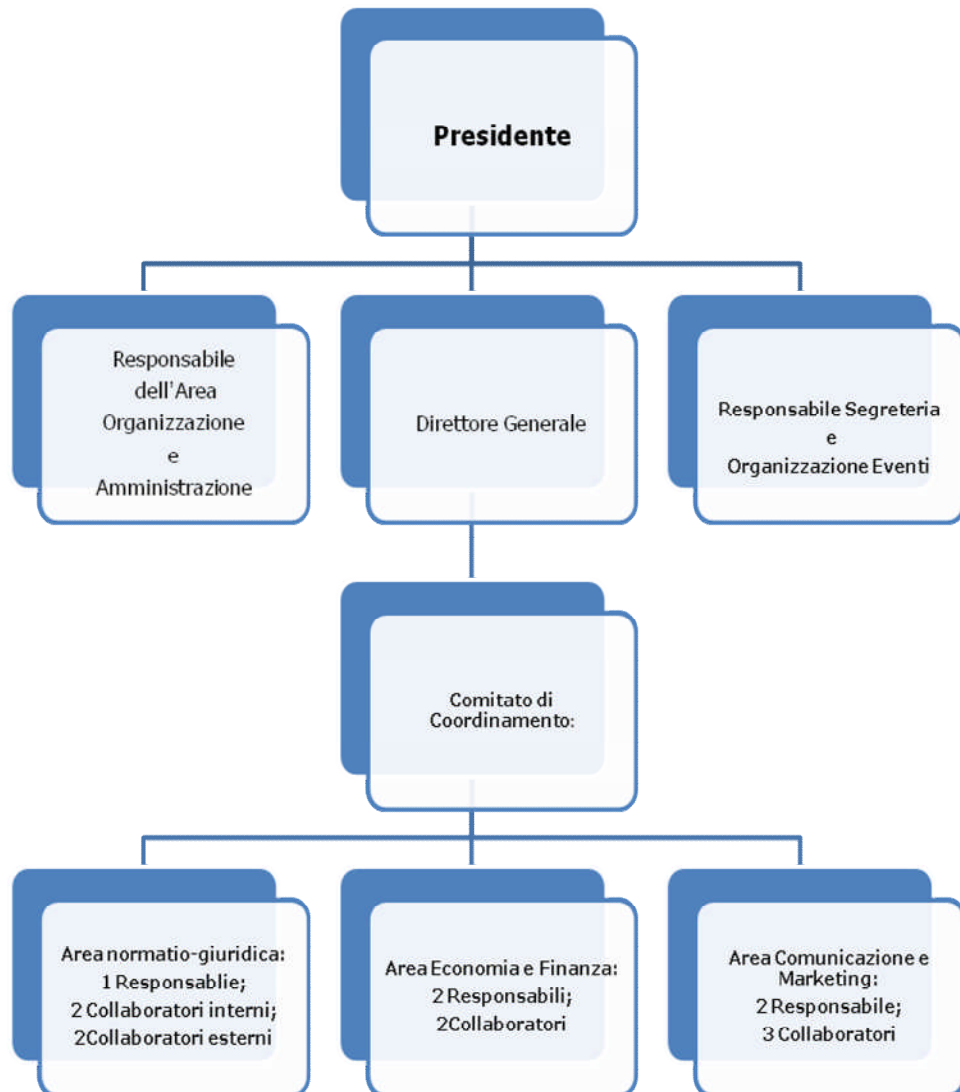 Presidente
Responsabile
dell'Area
Organizzazione
e
Amministrazione
Direttore Generale
Responsabile Segreteria
e
Organizzazione Eventi
Comitato di
Coordinamento:
Area normatio-giuridica:
1 Responsablie;
2 Collaboratori interni;
2Collaboratori esterni
Area Economia e Finanza:
2 Responsabili;
2Collaboratori
Area Comunicazione e
Marketing:
2 Responsabile;
3 Collaboratori